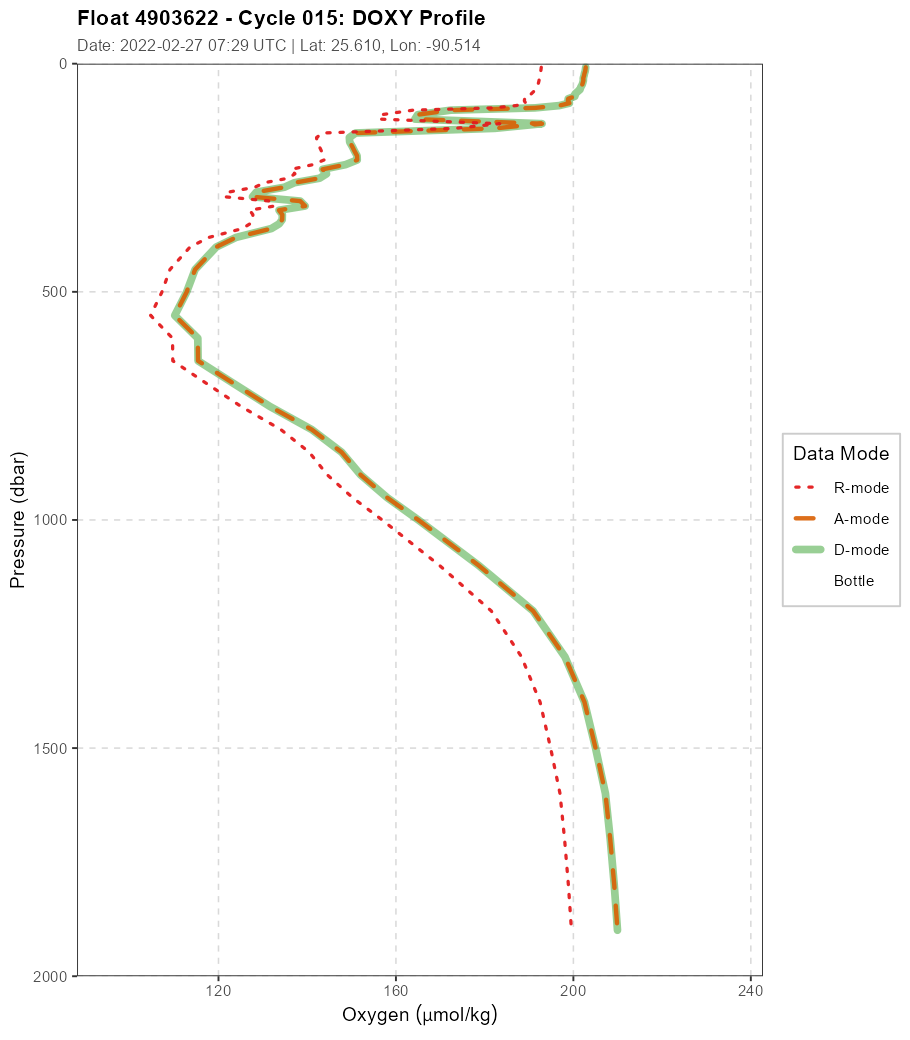 Float 4903622 - Cycle 015: DOXY Profile
Date: 2022-02-27 07:29 UTC | Lat: 25.610, Lon: -90.514
0
500
1000
1500
2000
Pressure (dbar)
120
160
200
240
Oxygen (µmol/kg)
Data Mode
R-mode
A-mode
D-mode
Bottle